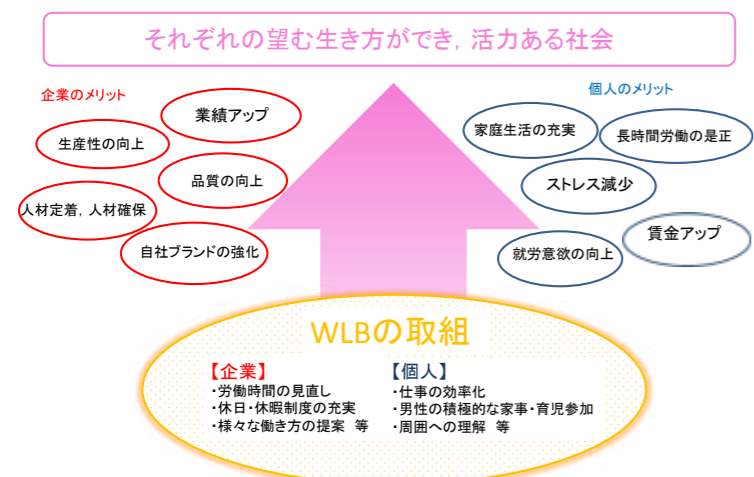 それぞれの望む生き方ができ，活力ある社会
企業のメリット
業績アップ
生産性の向上
品質の向上
人材定着，人材確保
自社ブランドの強化
個人のメリット
家庭生活の充実
長時間労働の是正
ストレス減少
賃金アップ
就労意欲の向上
WLBの取組
【企業】
・労働時間の見直し
・休日・休暇制度の充実
・様々な働き方の提案　等
【個人】
・仕事の効率化
・男性の積極的な家事・育児参加
・周囲への理解　等